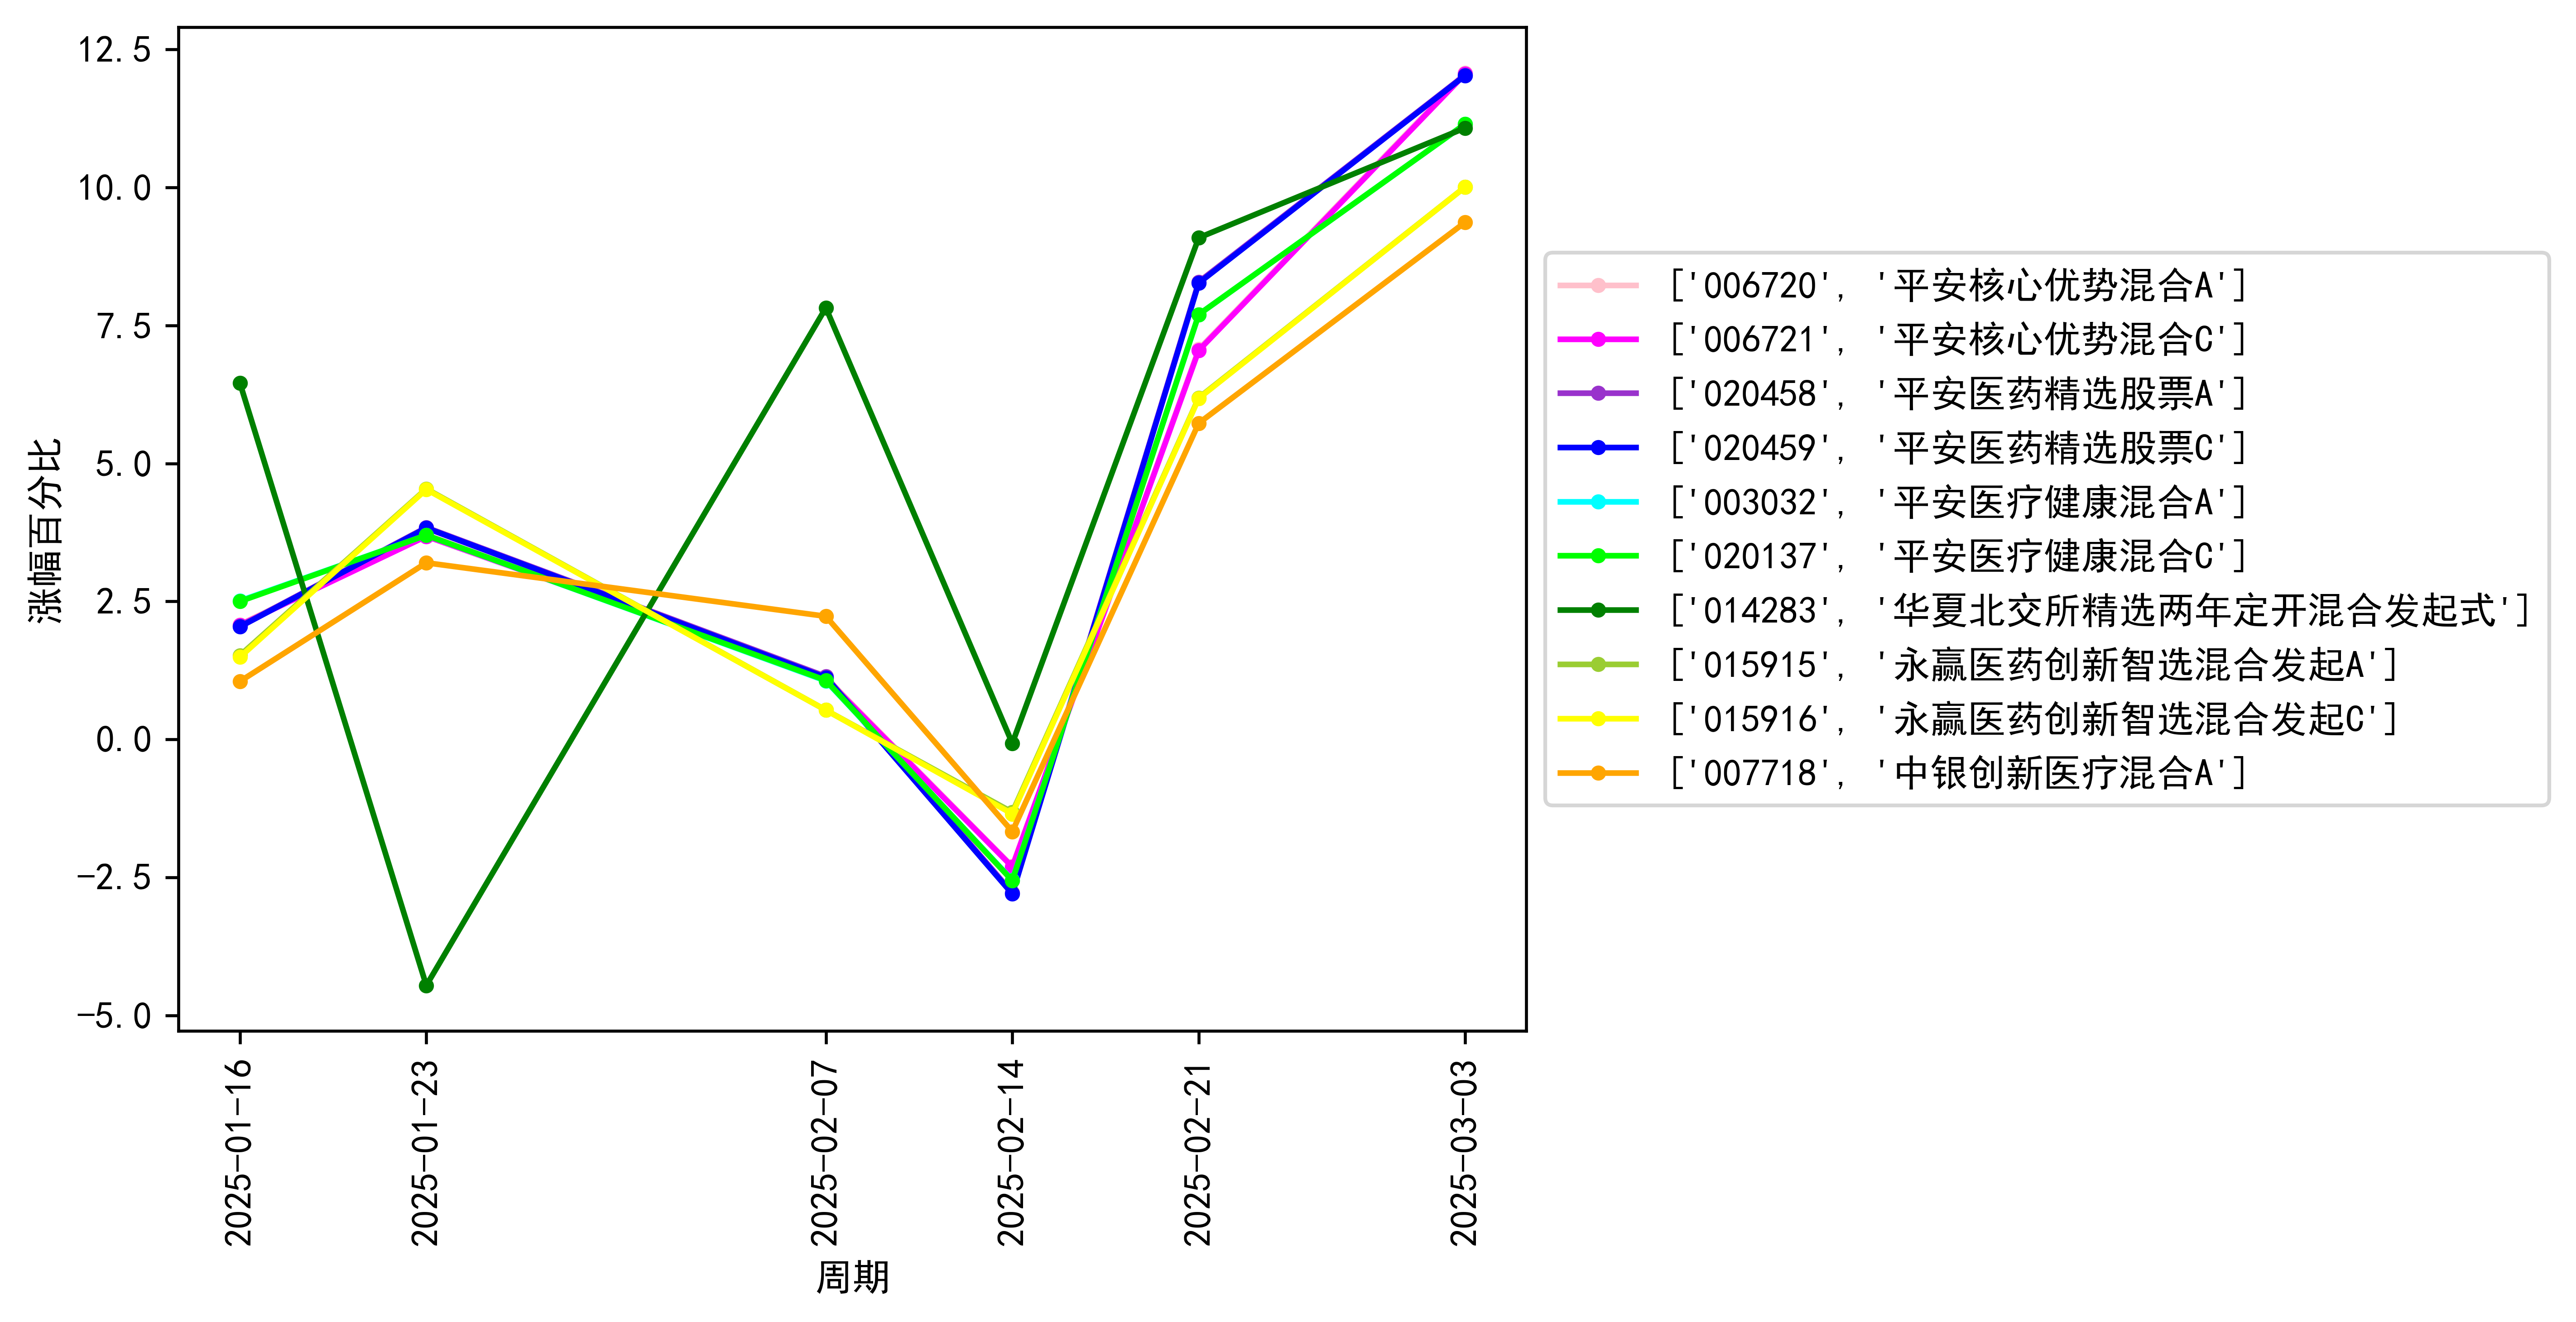 12.5
10.0
7.5
5.0
2.5
0.0
-2.5
-5.0
涨幅百分比
2025-01-16
2025-01-23
2025-02-07
2025-02-14
2025-02-21
2025-03-03
周期
['006720', '平安核心优势混合A']
['006721', '平安核心优势混合C']
['020458', '平安医药精选股票A']
['020459', '平安医药精选股票C']
['003032', '平安医疗健康混合A']
['020137', '平安医疗健康混合C']
['014283', '华夏北交所精选两年定开混合发起式']
['015915', '永赢医药创新智选混合发起A']
['015916', '永赢医药创新智选混合发起C']
['007718', '中银创新医疗混合A']